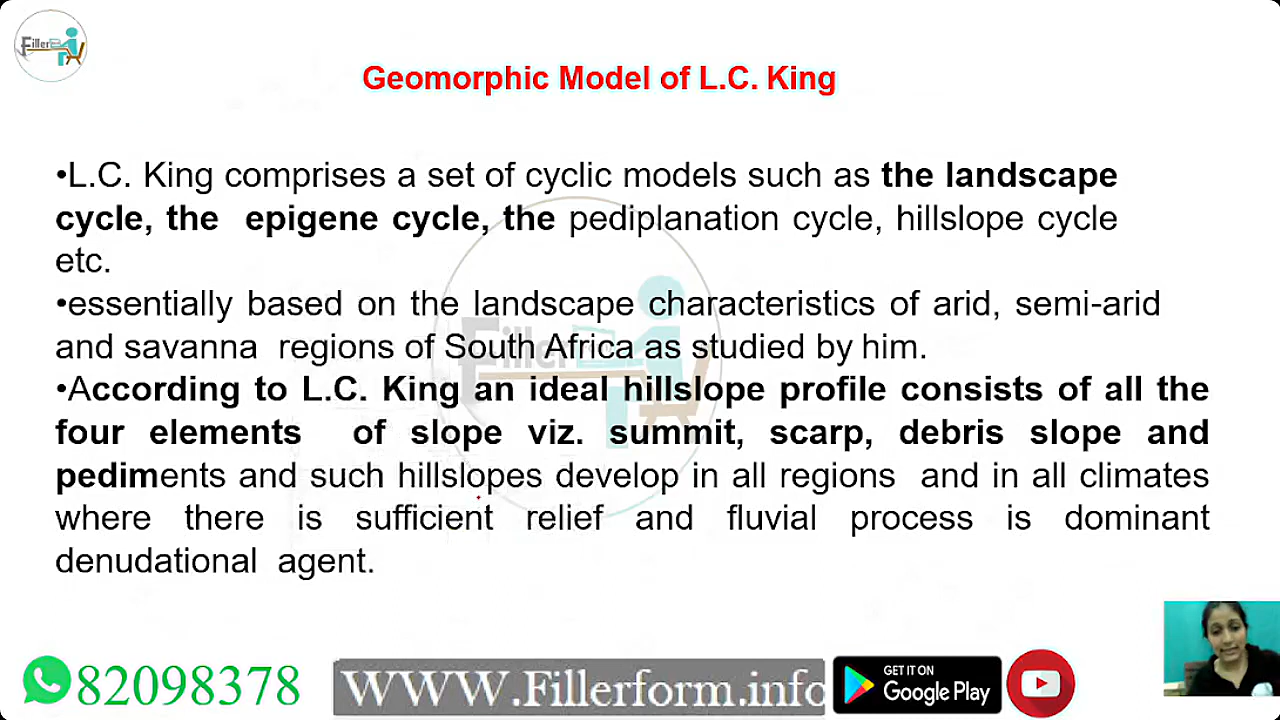 Filler
Geomorphic Model of L.C. King
•L.C. King comprises a set of cyclic models such as the landscape
cycle, the epigene cycle, the pediplanation cycle, hillslope cycle
etc.
•essentially based on the landscape characteristics of arid, semi-arid
and savanna regions of South Africa as studied by him.
•According to L.C. King an ideal hillslope profile consists of all the
four elements of slope viz. summit, scarp, debris slope and
pediments and such hillslopes develop in all regions and in all climates
where there is sufficient relief and fluvial process is dominant
denudational agent.
Filler
82098378
WWW.Fillerform.info
GET IT ON
Google Play